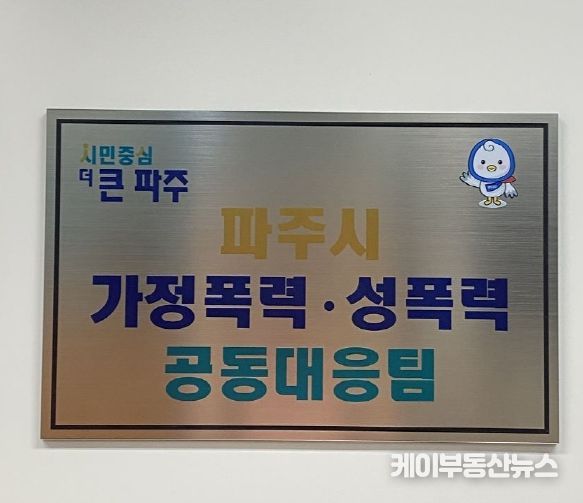 시민중심
더 큰 파주
파주시
가정폭력·성폭력
공동대응팀
케이부동산뉴스